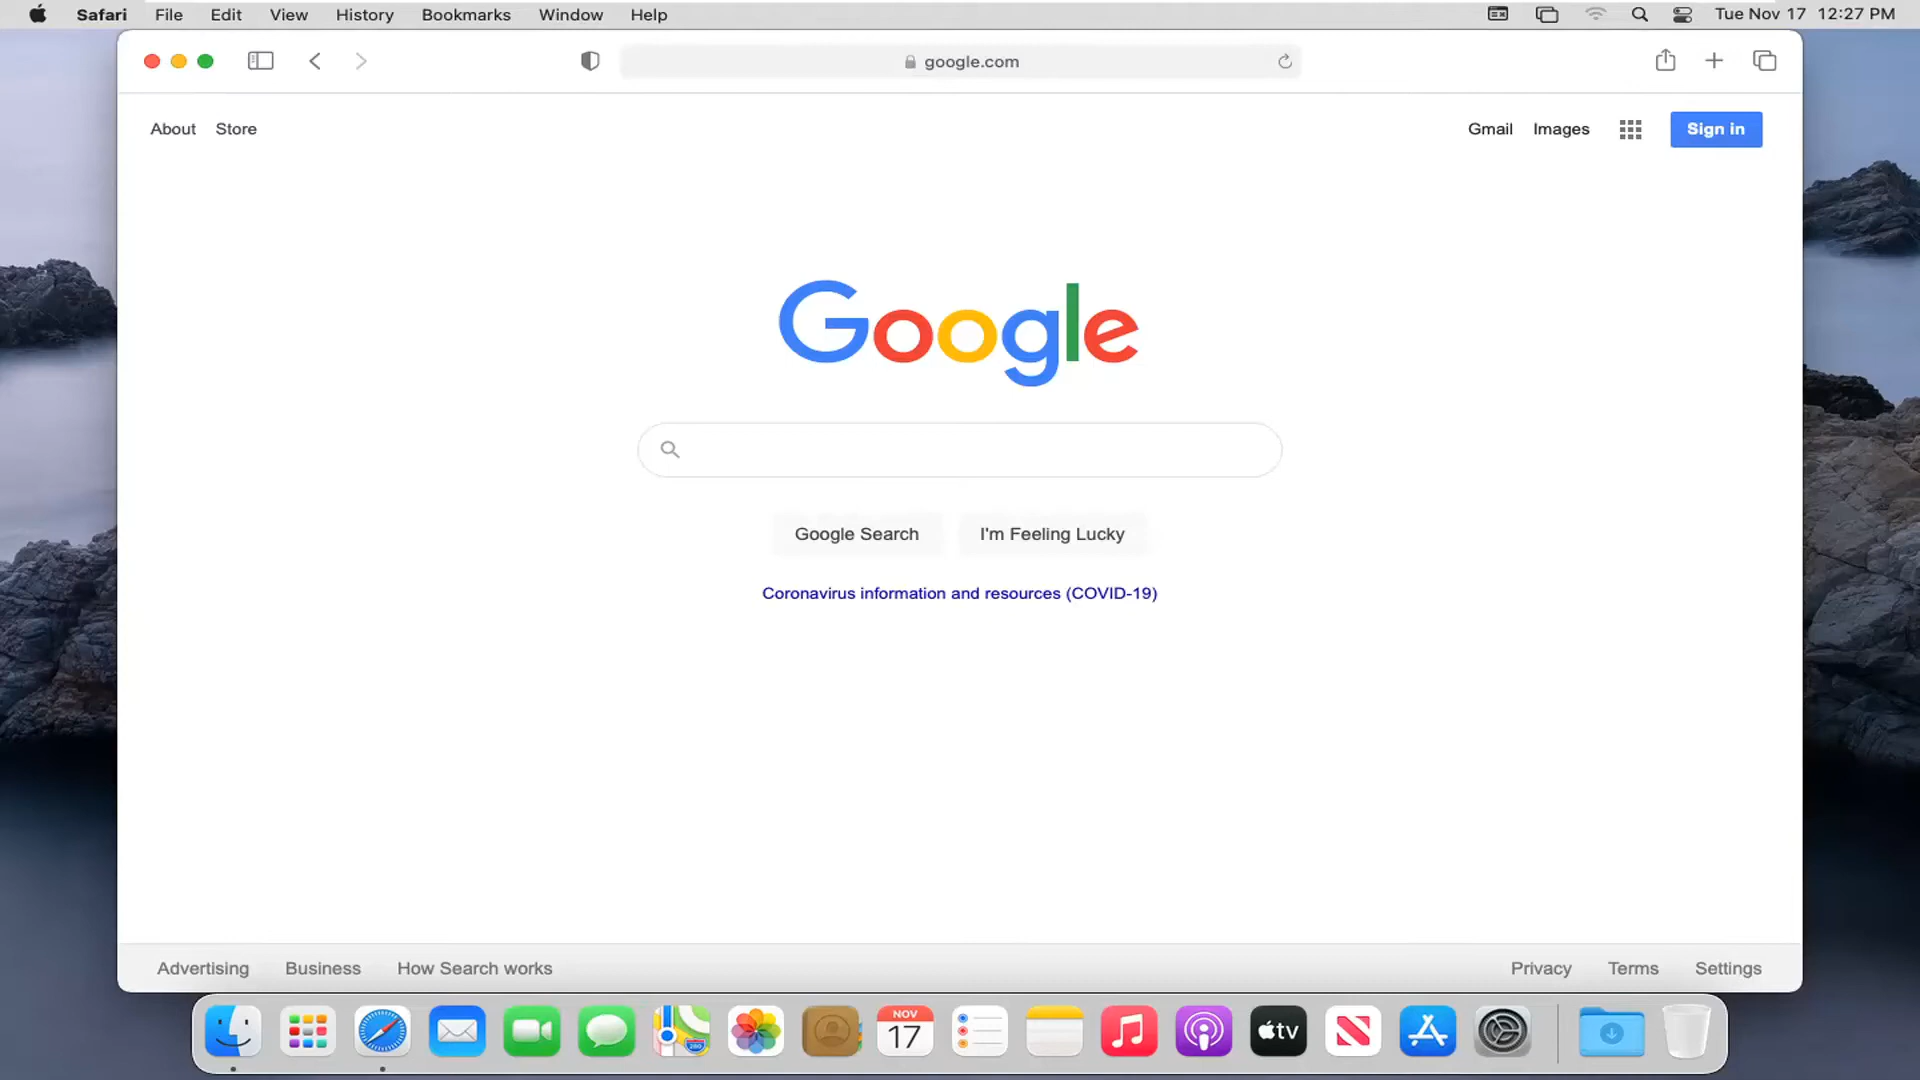 Safari File Edit View History Bookmarks Window Help Tue Nov 17 12:27 PM
google.com
About Store Gmail Images Sign in
Google
Google Search I'm Feeling Lucky
Coronavirus information and resources (COVID-19)
Advertising Business How Search works Privacy Terms Settings
NOV
17
tv
280